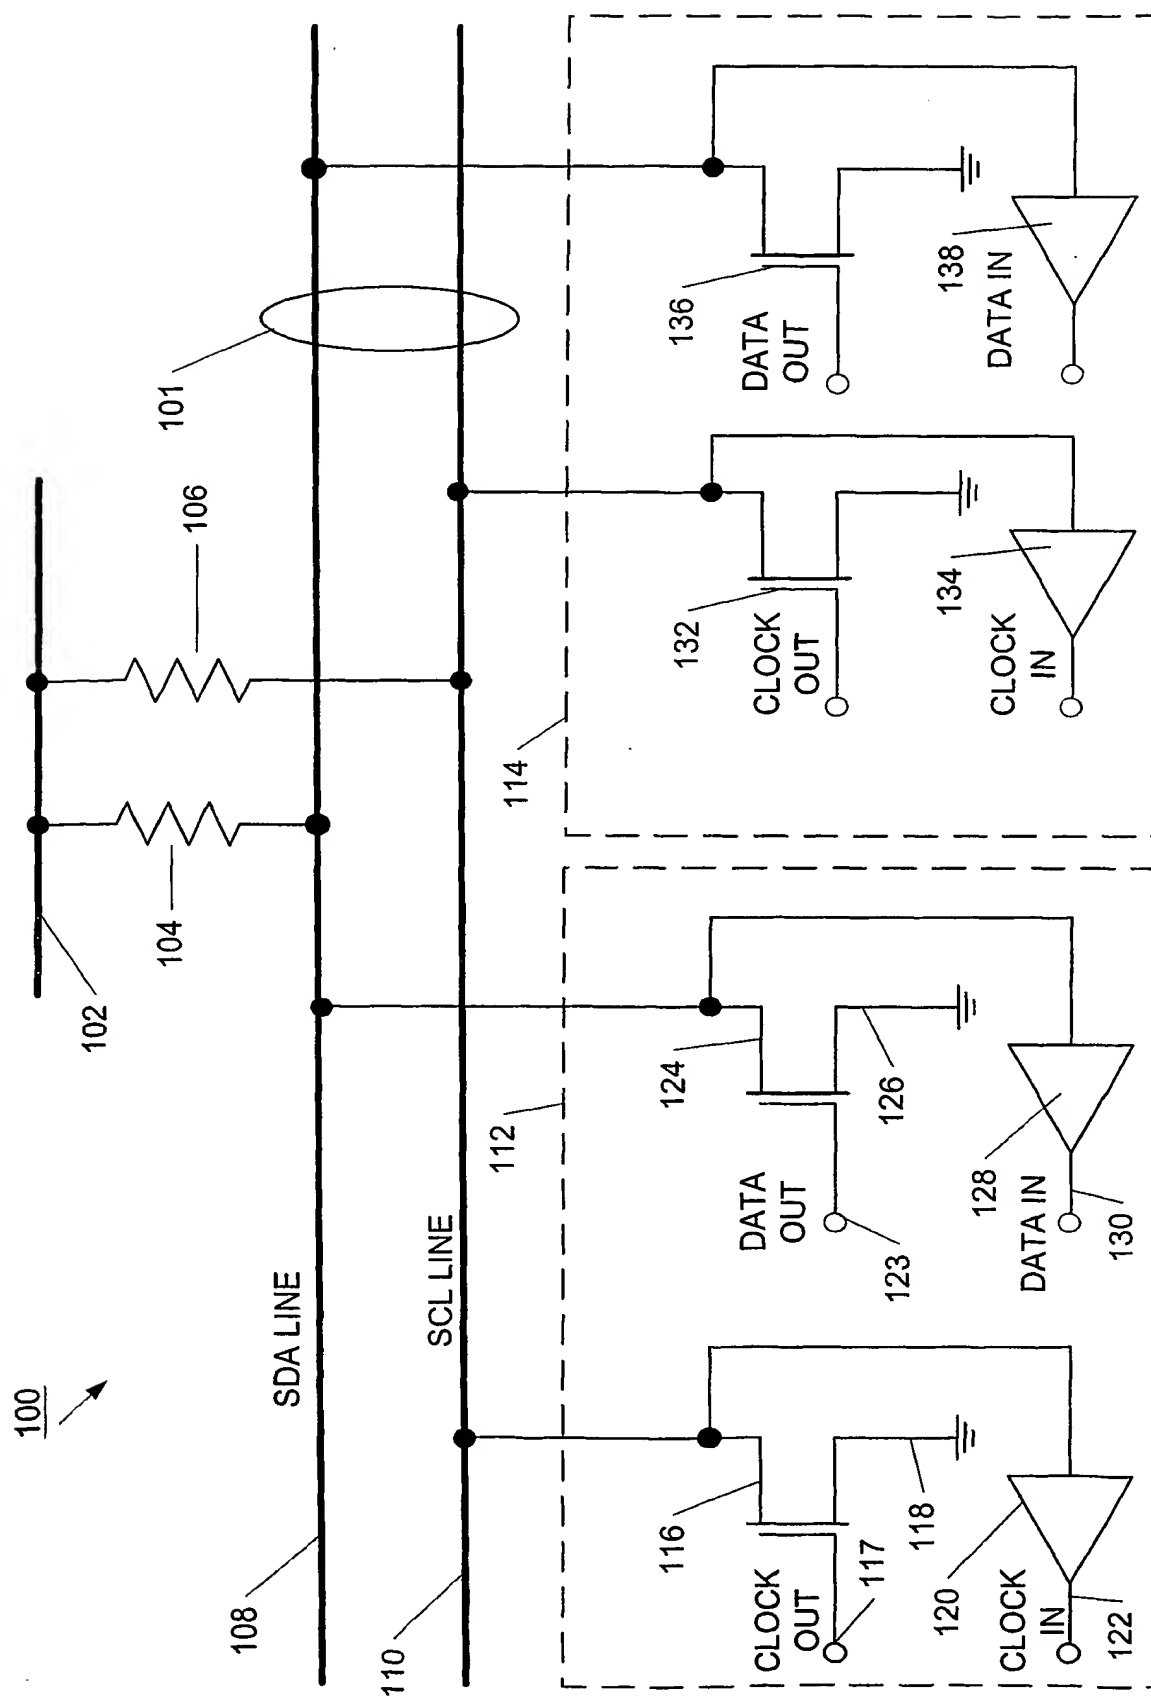 100
102
104
106
101
108
SDA LINE
110
SCL LINE
112
114
116
CLOCK
OUT
117
118
120
CLOCK
IN
122
124
DATA
OUT
123
126
128
DATA IN
130
132
CLOCK
OUT
134
CLOCK
IN
136
DATA
OUT
138
DATA IN